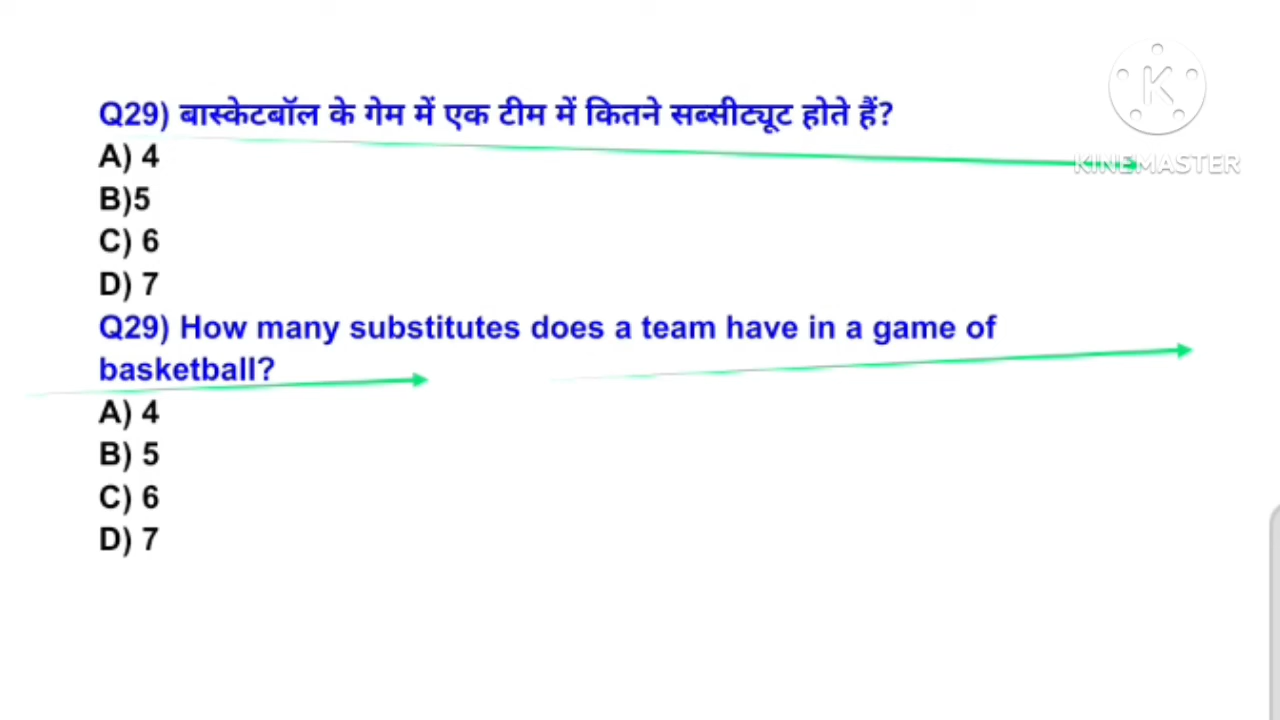 Q29) बास्केटबॉल के गेम में एक टीम में कितने सब्सीट्यूट होते हैं?
A) 4
B)5
C) 6
D) 7
Q29) How many substitutes does a team have in a game of
basketball?
A) 4
B) 5
C) 6
D) 7
K
KINEMASTER